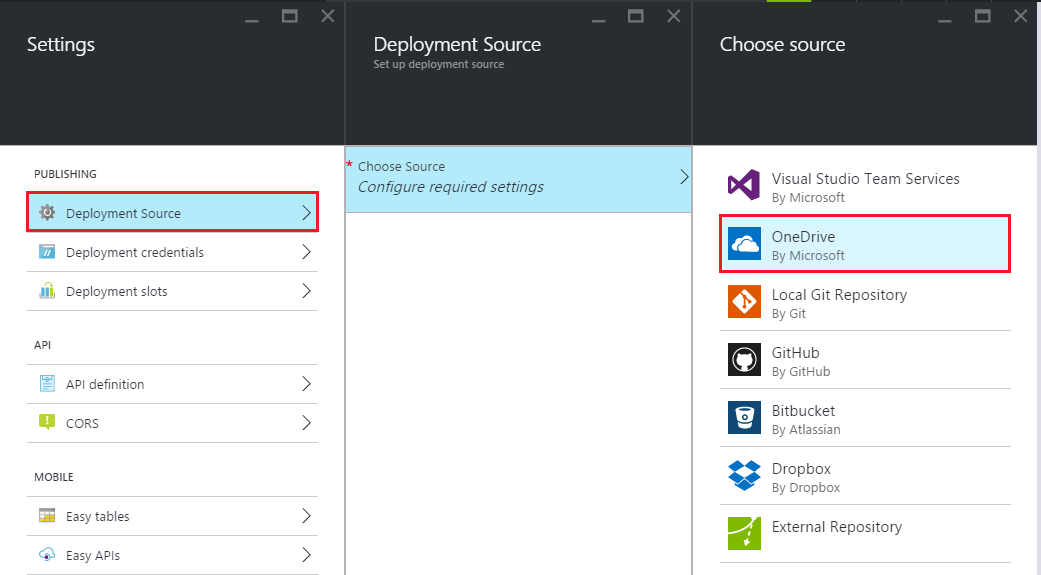 Settings
PUBLISHING
Deployment Source
Deployment credentials
Deployment slots
API
API definition
CORS
MOBILE
Easy tables
Easy APIs
Deployment Source
Set up deployment source
* Choose Source
Configure required settings
Choose source
Visual Studio Team Services
By Microsoft
OneDrive
By Microsoft
Local Git Repository
By Git
GitHub
By GitHub
Bitbucket
By Atlassian
Dropbox
By Dropbox
External Repository